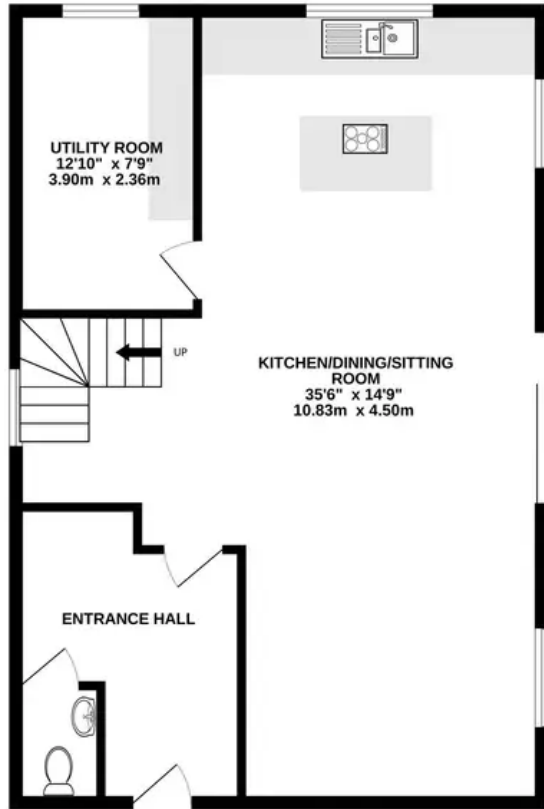 UTILITY ROOM
12'10" x 7'9"
3.90m x 2.36m
UP
KITCHEN/DINING/SITTING
ROOM
35'6" x 14'9"
10.83m x 4.50m
ENTRANCE HALL